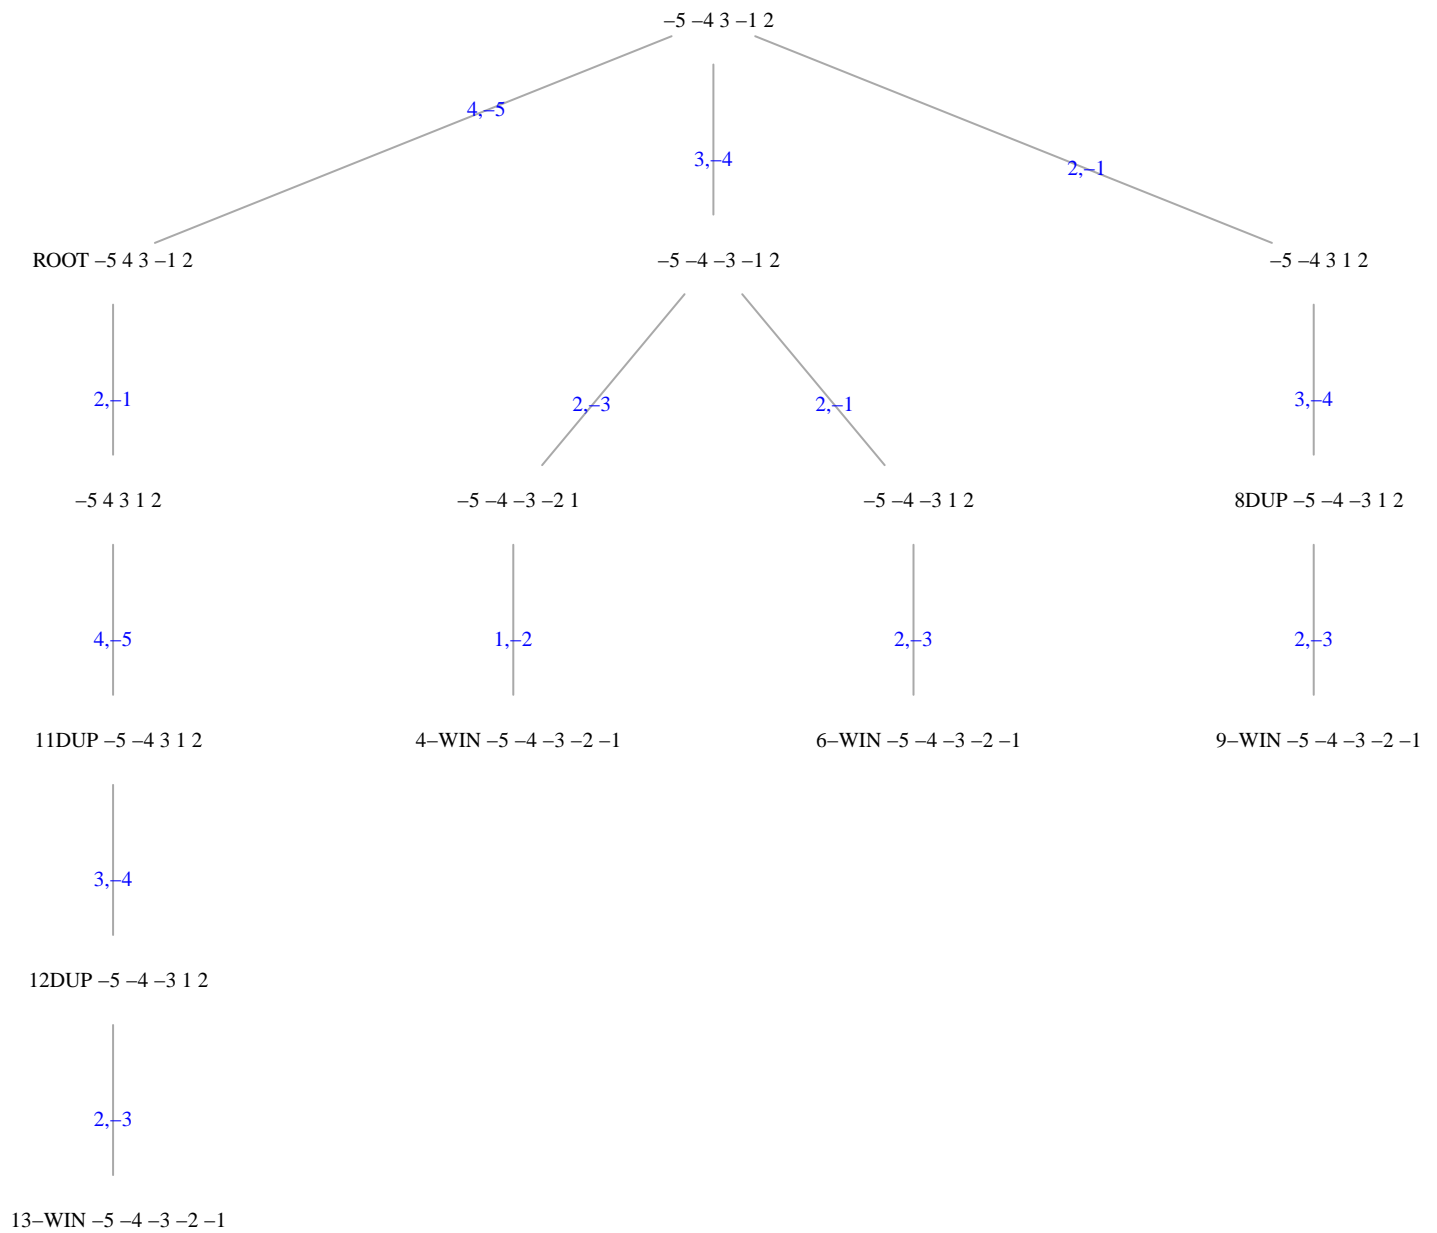 –5 –4 3 –1 2
4,–5
3,–4
2,–1
ROOT –5 4 3 –1 2
–5 –4 –3 –1 2
–5 –4 3 1 2
2,–1
2,–3
2,–1
3,–4
–5 4 3 1 2
–5 –4 –3 –2 1
–5 –4 –3 1 2
8DUP –5 –4 –3 1 2
4,–5
1,–2
2,–3
2,–3
11DUP –5 –4 3 1 2
4–WIN –5 –4 –3 –2 –1
6–WIN –5 –4 –3 –2 –1
9–WIN –5 –4 –3 –2 –1
3,–4
12DUP –5 –4 –3 1 2
2,–3
13–WIN –5 –4 –3 –2 –1